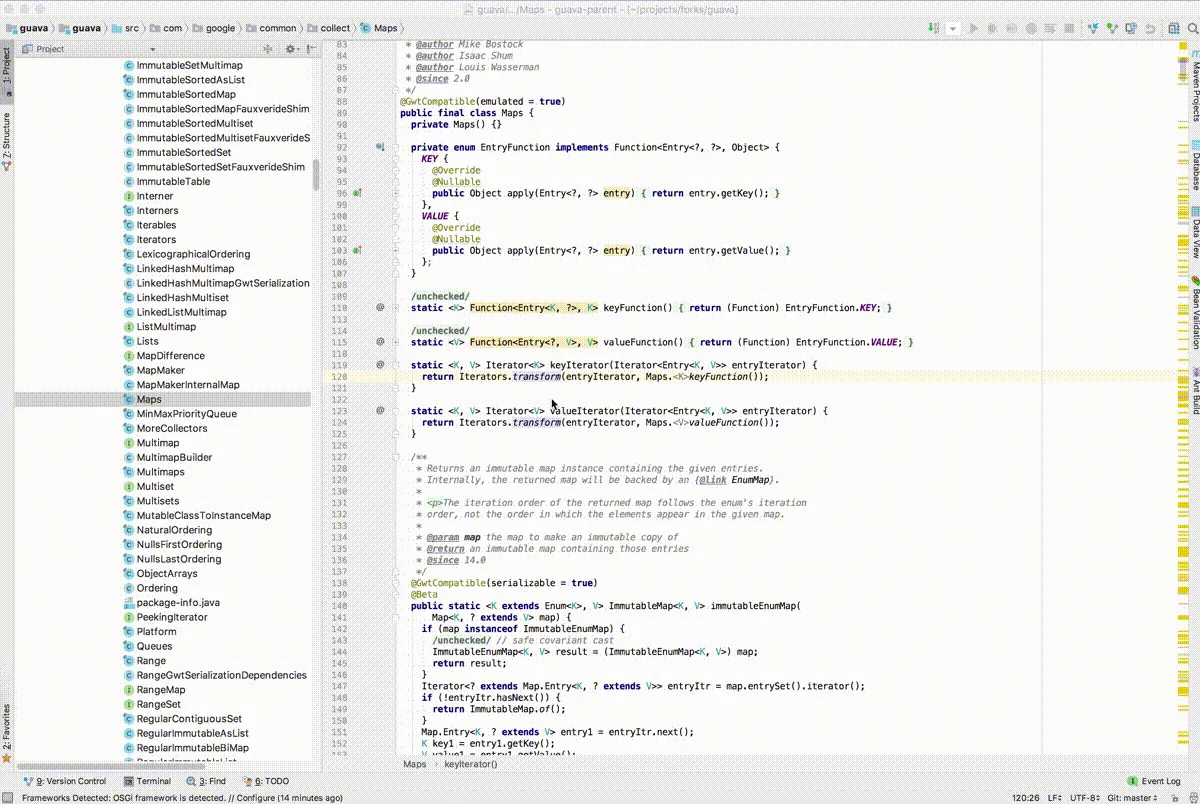 guava/.../Maps - guava-parent - [~/projects/forks/guava]
guava guava src com google common collect Maps
Project
1: Project
7: Structure
2: Favorites
ImmutableSetMultimap
ImmutableSortedAsList
ImmutableSortedMap
ImmutableSortedMapFauxverideShim
ImmutableSortedMultiset
ImmutableSortedMultisetFauxverideS
ImmutableSortedSet
ImmutableSortedSetFauxverideShim
ImmutableTable
Interner
Interners
Iterables
Iterators
LexicographicalOrdering
LinkedHashMultimap
LinkedHashMultimapGwtSerialization
LinkedHashMultiset
LinkedListMultimap
ListMultimap
Lists
MapDifference
MapMaker
MapMakerInternalMap
Maps
MinMaxPriorityQueue
MoreCollectors
Multimap
MultimapBuilder
Multimaps
Multiset
Multisets
MutableClassToInstanceMap
NaturalOrdering
NullsFirstOrdering
NullsLastOrdering
ObjectArrays
Ordering
package-info.java
PeekingIterator
Platform
Queues
Range
RangeGwtSerializationDependencies
RangeMap
RangeSet
RegularContiguousSet
RegularImmutableAsList
RegularImmutableBiMap
83 * @author Mike Bostock
84 * @author Isaac Shum
85 * @author Louis Wasserman
86 * @since 2.0
87 */
88 @GwtCompatible(emulated = true)
89 public final class Maps {
90 private Maps() {}
91
92 private enum EntryFunction implements Function<Entry<?, ?>, Object> {
93 KEY {
94 @Override
95 @Nullable
96 public Object apply(Entry<?, ?> entry) { return entry.getKey(); }
99 },
100 VALUE {
101 @Override
102 @Nullable
103 public Object apply(Entry<?, ?> entry) { return entry.getValue(); }
106 };
107 }
108
109 /unchecked/
110 static <K> Function<Entry<K, ?>, K> keyFunction() { return (Function) EntryFunction.KEY; }
113
114 /unchecked/
115 static <V> Function<Entry<?, V>, V> valueFunction() { return (Function) EntryFunction.VALUE; }
118
119 static <K, V> Iterator<K> keyIterator(Iterator<Entry<K, V>> entryIterator) {
120 return Iterators.transform(entryIterator, Maps.<K>keyFunction());
121 }
122
123 static <K, V> Iterator<V> valueIterator(Iterator<Entry<K, V>> entryIterator) {
124 return Iterators.transform(entryIterator, Maps.<V>valueFunction());
125 }
126
127 /**
128 * Returns an immutable map instance containing the given entries.
129 * Internally, the returned map will be backed by an {@link EnumMap}.
130 *
131 * <p>The iteration order of the returned map follows the enum's iteration
132 * order, not the order in which the elements appear in the given map.
133 *
134 * @param map the map to make an immutable copy of
135 * @return an immutable map containing those entries
136 * @since 14.0
137 */
138 @GwtCompatible(serializable = true)
139 @Beta
140 public static <K extends Enum<K>, V> ImmutableMap<K, V> immutableEnumMap(
141 Map<K, ? extends V> map) {
142 if (map instanceof ImmutableEnumMap) {
143 /unchecked/ // safe covariant cast
144 ImmutableEnumMap<K, V> result = (ImmutableEnumMap<K, V>) map;
145 return result;
146 }
147 Iterator<? extends Map.Entry<K, ? extends V>> entryItr = map.entrySet().iterator();
148 if (!entryItr.hasNext()) {
149 return ImmutableMap.of();
150 }
151 Map.Entry<K, ? extends V> entry1 = entryItr.next();
152 K key1 = entry1.getKey();
Maps keyIterator()
Maven Projects
Database
Data View
Bean Validation
Ant Build
9: Version Control Terminal 3: Find 6: TODO Event Log
Frameworks Detected: OSGi framework is detected. // Configure (14 minutes ago) 120:26 LF UTF-8 Git: master